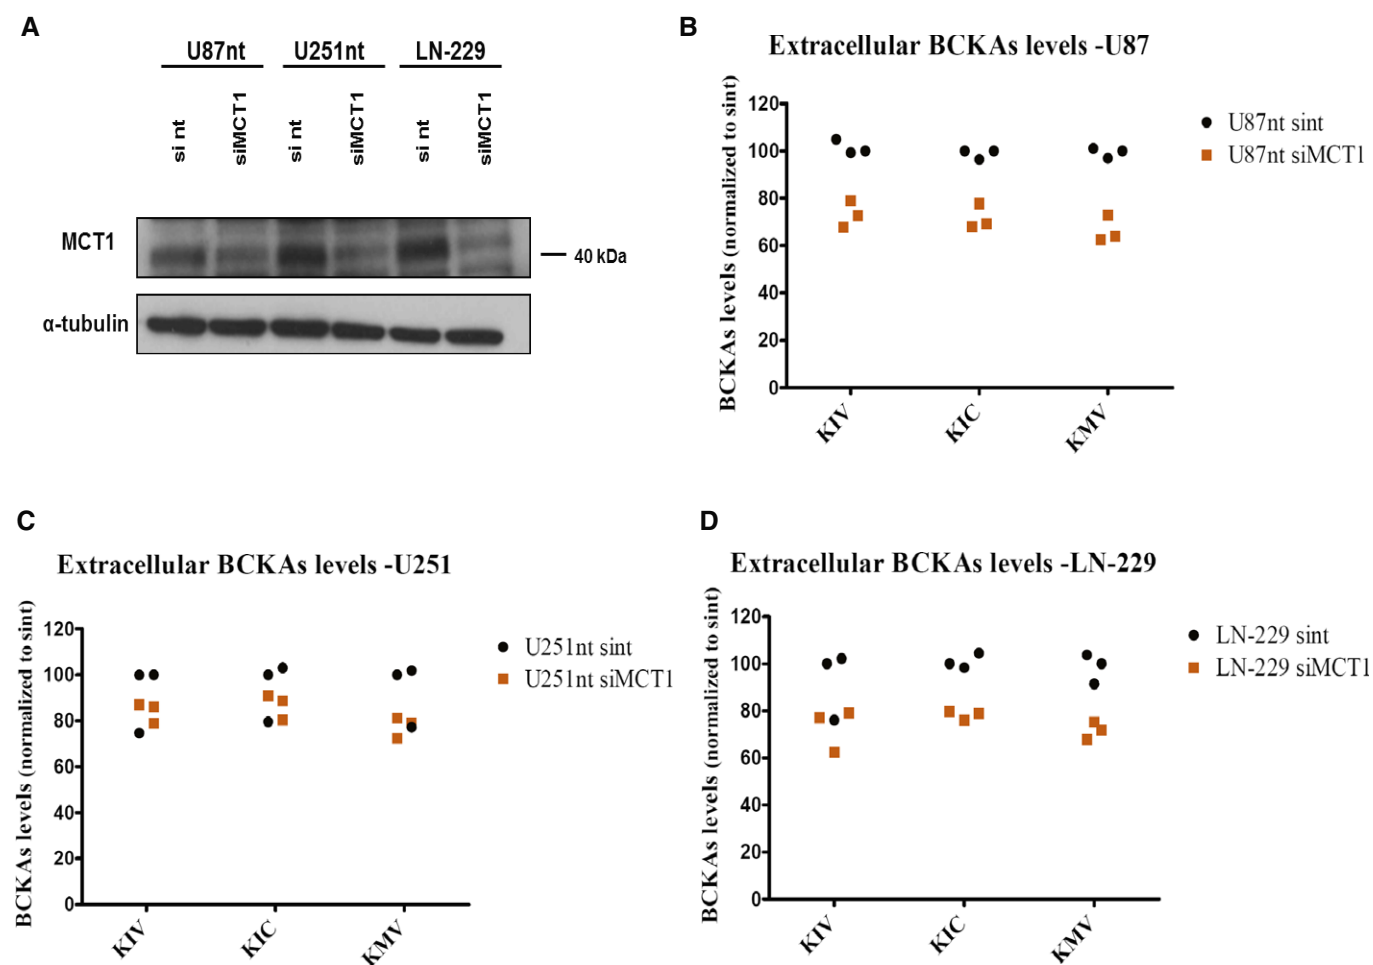 A
U87nt U251nt LN-229
si nt siMCT1 si nt siMCT1 si nt siMCT1
MCT1
40 kDa
α-tubulin
B
Extracellular BCKAs levels -U87
BCKAs levels (normalized to sint)
120
100
80
60
40
20
0
KIV KIC KMV
U87nt sint
U87nt siMCT1
C
Extracellular BCKAs levels -U251
BCKAs levels (normalized to sint)
120
100
80
60
40
20
0
KIV KIC KMV
U251nt sint
U251nt siMCT1
D
Extracellular BCKAs levels -LN-229
BCKAs levels (normalized to sint)
120
100
80
60
40
20
0
KIV KIC KMV
LN-229 sint
LN-229 siMCT1